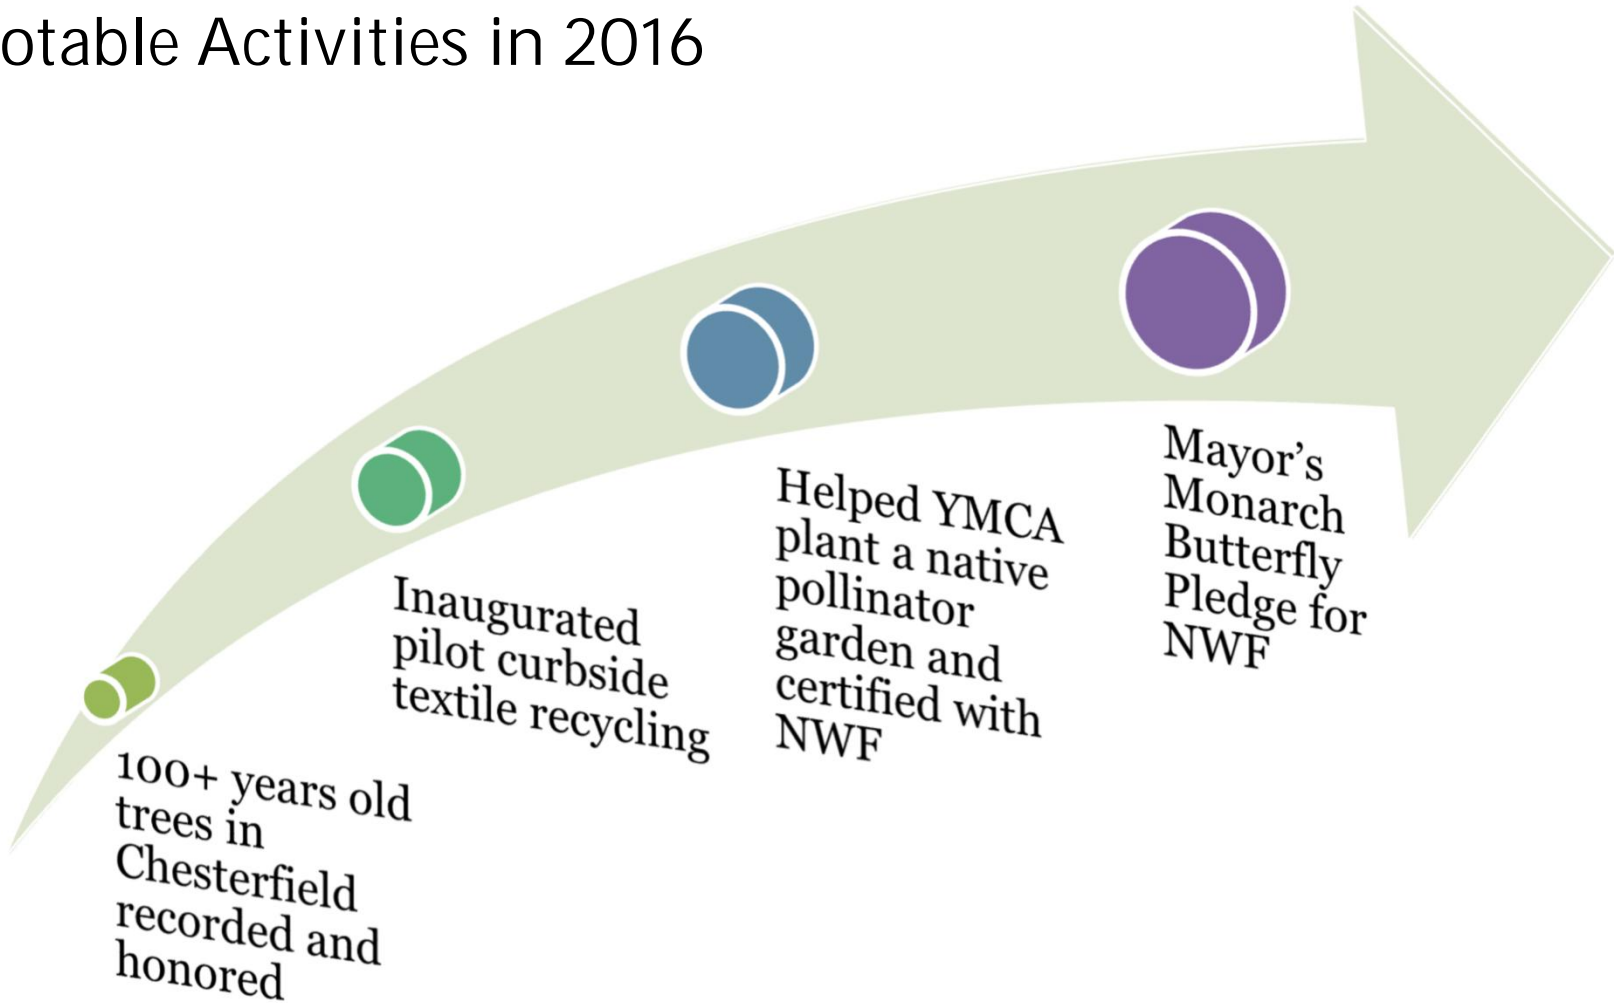 otable Activities in 2016
100+ years old
trees in
Chesterfield
recorded and
honored
Inaugurated
pilot curbside
textile recycling
Helped YMCA
plant a native
pollinator
garden and
certified with
NWF
Mayor’s
Monarch
Butterfly
Pledge for
NWF